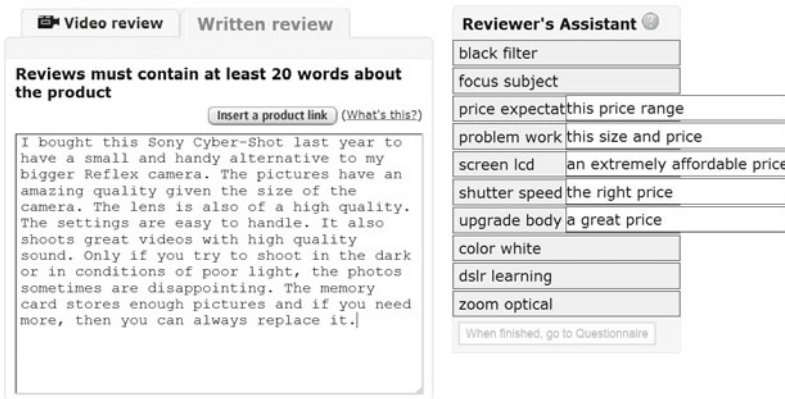 Video review
Written review
Reviews must contain at least 20 words about
the product
Insert a product link (What's this?)
I bought this Sony Cyber-Shot last year to
have a small and handy alternative to my
bigger Reflex camera. The pictures have an
amazing quality given the size of the
camera. The lens is also of a high quality.
The settings are easy to handle. It also
shoots great videos with high quality
sound. Only if you try to shoot in the dark
or in conditions of poor light, the photos
sometimes are disappointing. The memory
card stores enough pictures and if you need
more, then you can always replace it.
Reviewer's Assistant ?
black filter
focus subject
price expectat this price range
problem work this size and price
screen lcd an extremely affordable price
shutter speed the right price
upgrade body a great price
color white
dslr learning
zoom optical
When finished, go to Questionnaire